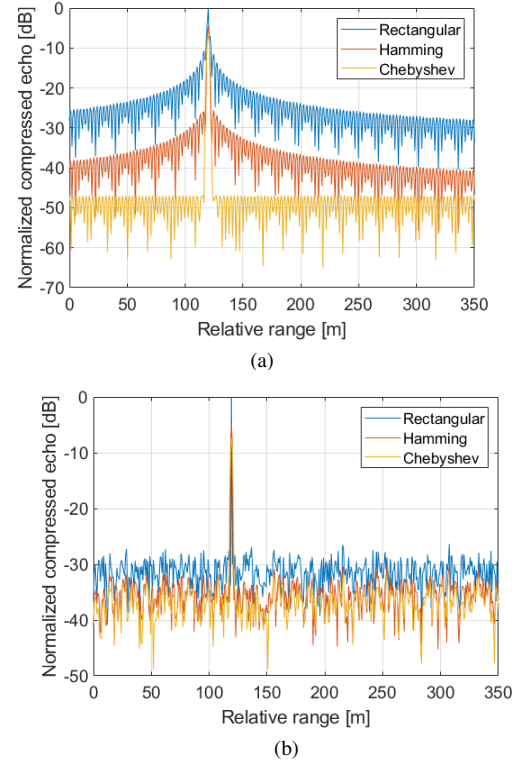 Normalized compressed echo [dB]
0
-10
-20
-30
-40
-50
-60
-70
Rectangular
Hamming
Chebyshev
0 50 100 150 200 250 300 350
Relative range [m]
(a)
Normalized compressed echo [dB]
0
-10
-20
-30
-40
-50
Rectangular
Hamming
Chebyshev
0 50 100 150 200 250 300 350
Relative range [m]
(b)